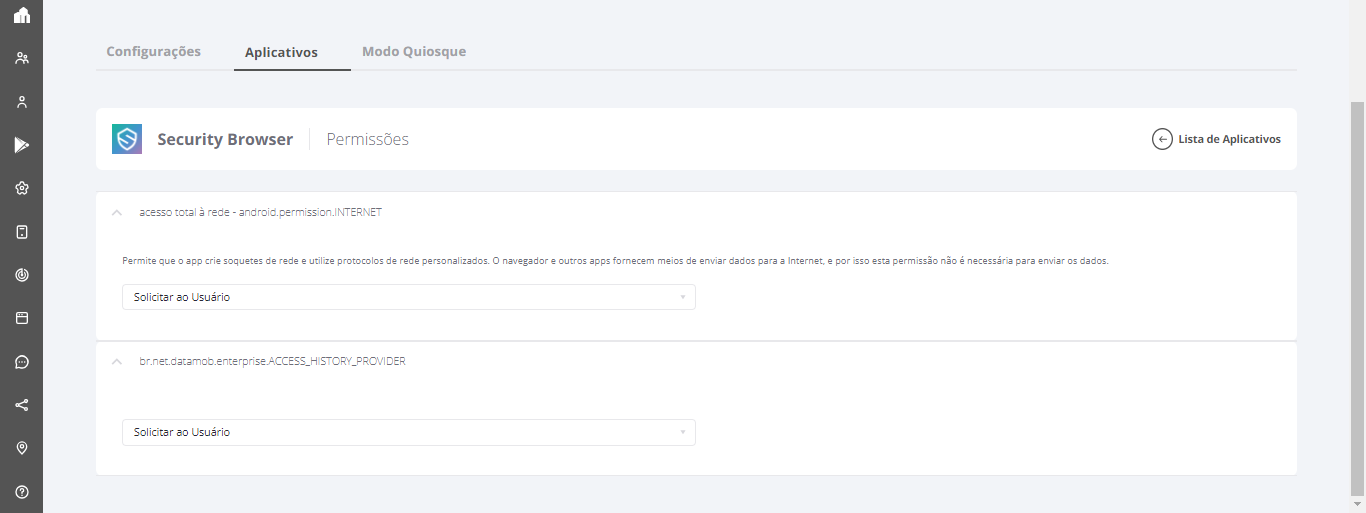 Configurações Aplicativos Modo Quiosque
Security Browser Permissões Lista de Aplicativos
acesso total à rede - android.permission.INTERNET
Permite que o app crie soquetes de rede e utilize protocolos de rede personalizados. O navegador e outros apps fornecem meios de enviar dados para a Internet, e por isso esta permissão não é necessária para enviar os dados.
Solicitar ao Usuário
br.net.datamob.enterprise.ACCESS_HISTORY_PROVIDER
Solicitar ao Usuário